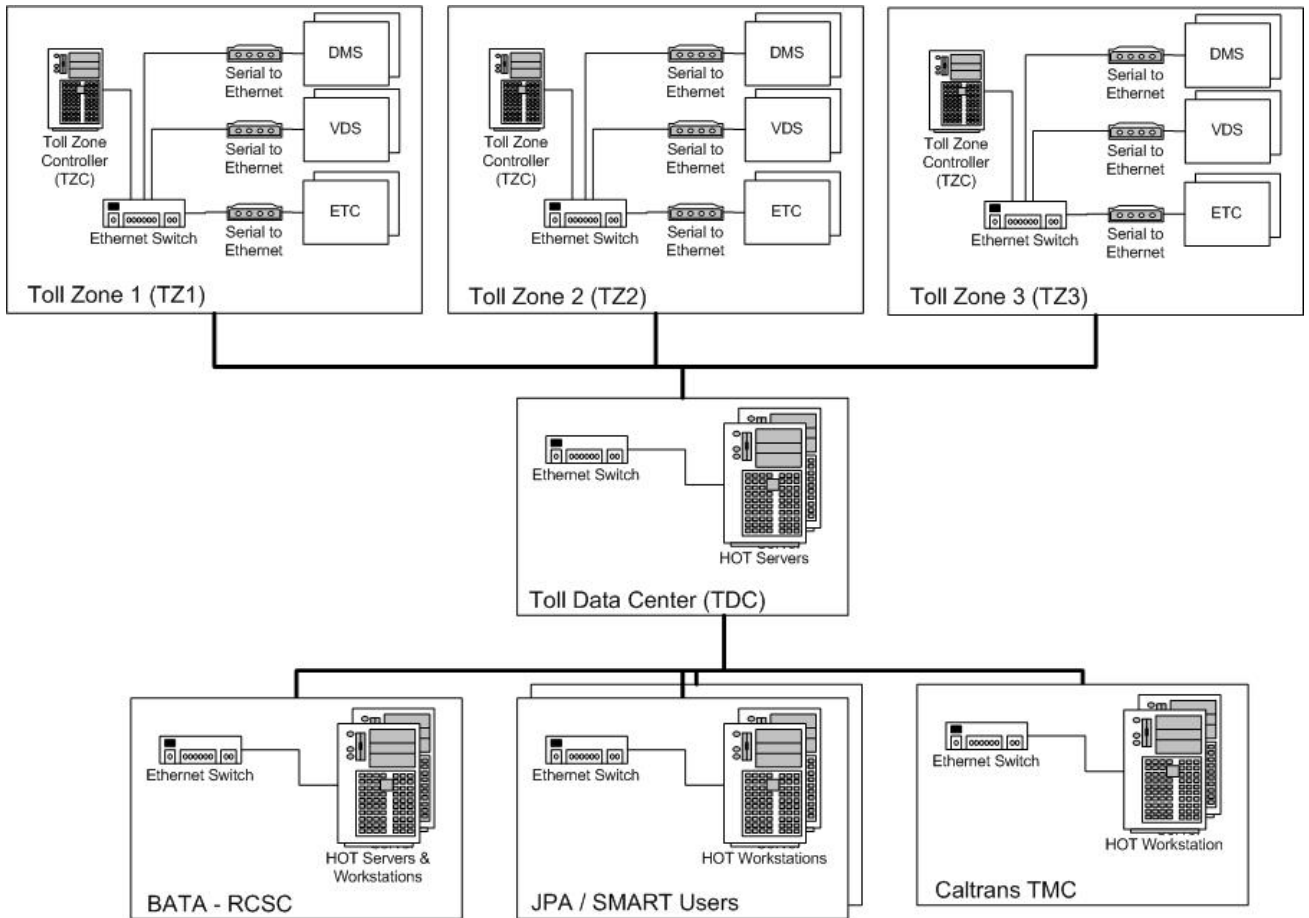 DMS
Serial to
Ethernet
VDS
Toll Zone
Controller
(TZC)
Serial to
Ethernet
ETC
Ethernet Switch
Serial to
Ethernet
Toll Zone 1 (TZ1)
DMS
Serial to
Ethernet
VDS
Toll Zone
Controller
(TZC)
Serial to
Ethernet
ETC
Ethernet Switch
Serial to
Ethernet
Toll Zone 2 (TZ2)
DMS
Serial to
Ethernet
VDS
Toll Zone
Controller
(TZC)
Serial to
Ethernet
ETC
Ethernet Switch
Serial to
Ethernet
Toll Zone 3 (TZ3)
Ethernet Switch
HOT Servers
Toll Data Center (TDC)
Ethernet Switch
HOT Servers &
Workstations
BATA - RCSC
Ethernet Switch
HOT Workstations
JPA / SMART Users
Ethernet Switch
HOT Workstation
Caltrans TMC